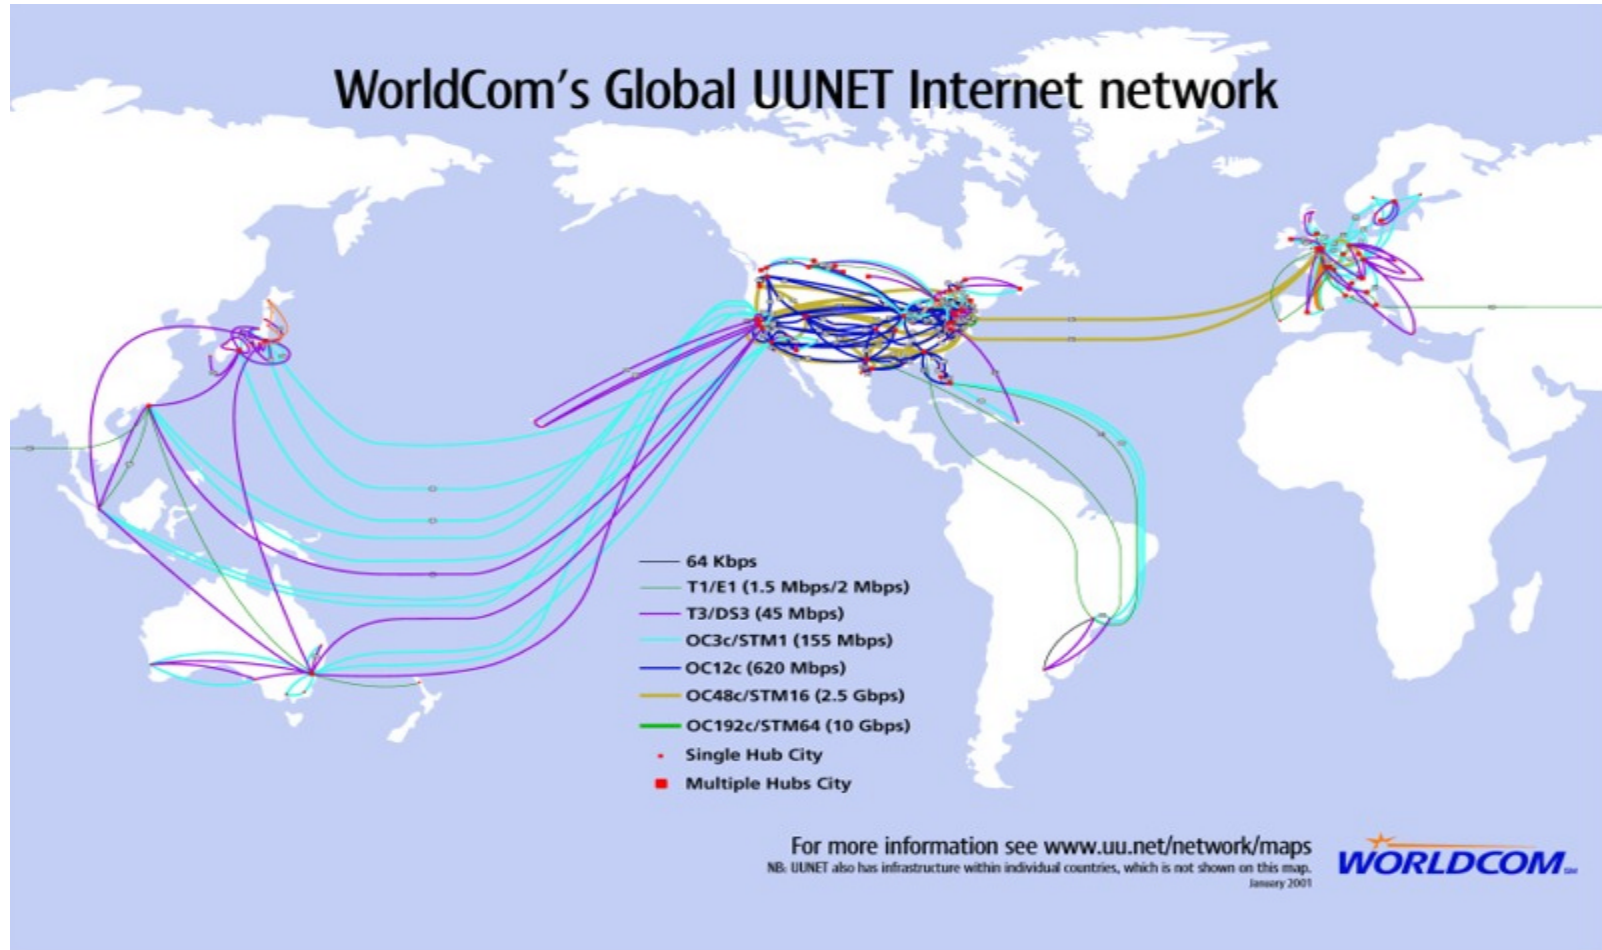 WorldCom's Global UUNET Internet network
64 Kbps
T1/E1 (1.5 Mbps/2 Mbps)
T3/DS3 (45 Mbps)
OC3c/STM1 (155 Mbps)
OC12c (620 Mbps)
OC48c/STM16 (2.5 Gbps)
OC192c/STM64 (10 Gbps)
Single Hub City
Multiple Hubs City
For more information see www.uu.net/network/maps
NB: UUNET also has infrastructure within individual countries, which is not shown on this map.
January 2001
WORLDCOM